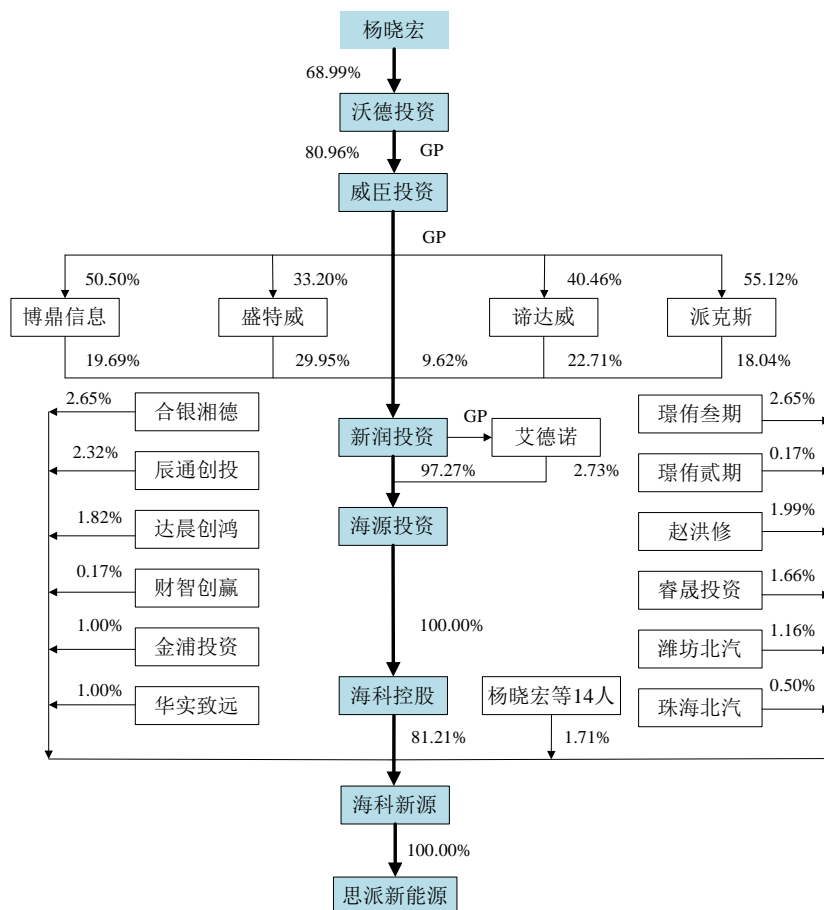 杨晓宏
68.99%
沃德投资
80.96%
GP
威臣投资
GP
50.50%
33.20%
40.46%
55.12%
博鼎信息
盛特威
谛达威
派克斯
19.69%
29.95%
9.62%
22.71%
18.04%
2.65%
合银湘德
新润投资
GP
艾德诺
璟侑叁期
2.65%
2.32%
辰通创投
97.27%
2.73%
璟侑贰期
0.17%
1.82%
达晨创鸿
海源投资
赵洪修
1.99%
0.17%
财智创赢
睿晟投资
1.66%
1.00%
金浦投资
100.00%
潍坊北汽
1.16%
1.00%
华实致远
海科控股
杨晓宏等14人
珠海北汽
0.50%
81.21%
1.71%
海科新源
100.00%
思派新能源